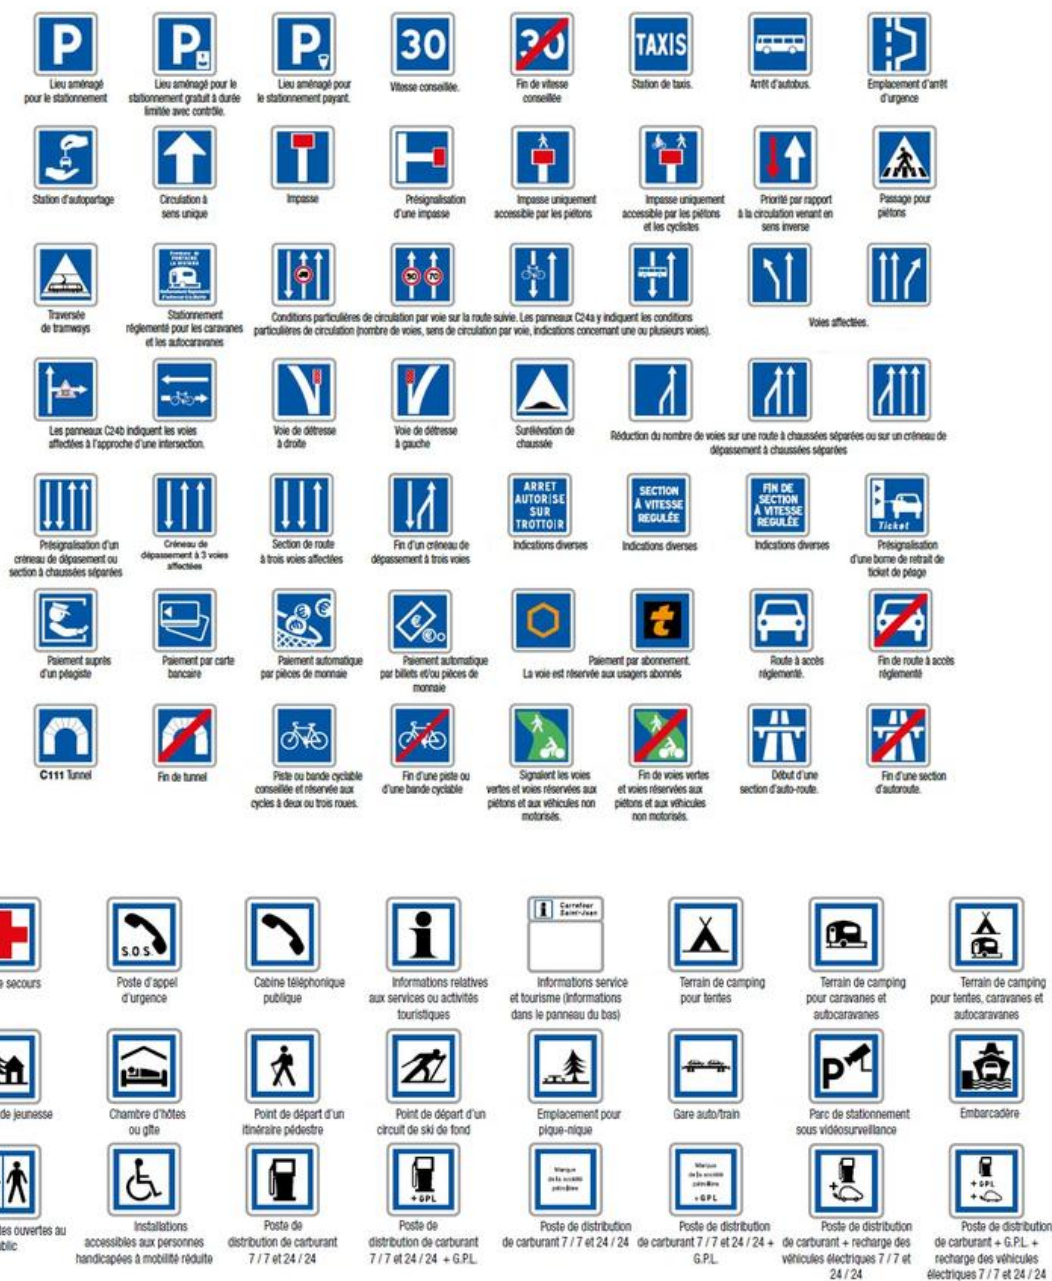 P
P
P
30
30
TAXIS
Lieu aménagé
pour le stationnement
Lieu aménagé pour le
stationnement gratuit à durée
limitée avec contrôle.
Lieu aménagé pour
le stationnement payant.
Vitesse conseillée.
Fin de vitesse
conseillée
Station de taxis.
Arrêt d'autobus.
Emplacement d'arrêt
d'urgence
Station d'autopartage
Circulation à
sens unique
Impasse
Présignalisation
d'une impasse
Impasse uniquement
accessible par les piétons
Impasse uniquement
accessible par les piétons
et les cyclistes
Priorité par rapport
à la circulation venant en
sens inverse
Passage pour
piétons
Traversée
de tramways
Stationnement
réglementé pour les caravanes
et les autocaravanes
90
70
Conditions particulières de circulation par voie sur la route suivie. Les panneaux C24a y indiquent les conditions
particulières de circulation (nombre de voies, sens de circulation par voie, indications concernant une ou plusieurs voies).
Voies affectées.
Les panneaux C24b indiquent les voies
affectées à l'approche d'une intersection.
Voie de détresse
à droite
Voie de détresse
à gauche
Surélévation de
chaussée
Réduction du nombre de voies sur une route à chaussées séparées ou sur un créneau de
dépassement à chaussées séparées
ARRET
AUTORISE
SUR
TROTTOIR
SECTION
À VITESSE
REGULÉE
FIN DE
SECTION
À VITESSE
REGULÉE
Ticket
Présignalisation d'un
créneau de dépasement ou
section à chaussées séparées
Créneau de
dépassement à 3 voies
affectées
Section de route
à trois voies affectées
Fin d'un créneau de
dépassement à trois voies
Indications diverses
Indications diverses
Indications diverses
Présignalisation
d'une borne de retrait de
ticket de péage
t
Paiement auprès
d'un péagiste
Paiement par carte
bancaire
Paiement automatique
par pièces de monnaie
Paiement automatique
par billets et/ou pièces de
monnaie
Paiement par abonnement.
La voie est réservée aux usagers abonnés
Route à accès
réglementé.
Fin de route à accès
réglementé
C111 Tunnel
Fin de tunnel
Piste ou bande cyclable
conseillée et réservée aux
cycles à deux ou trois roues.
Fin d'une piste ou
d'une bande cyclable
Signalent les voies
vertes et voies réservées aux
piétons et aux véhicules non
motorisés.
Fin de voies vertes
et voies réservées aux
piétons et aux véhicules
non motorisés.
Début d'une
section d'auto-route.
Fin d'une section
d'autoroute.
S.O.S.
i
i Carrefour
Saint-Jean
e secours
Poste d'appel
d'urgence
Cabine téléphonique
publique
Informations relatives
aux services ou activités
touristiques
Informations service
et tourisme (Informations
dans le panneau du bas)
Terrain de camping
pour tentes
Terrain de camping
pour caravanes et
autocaravanes
Terrain de camping
pour tentes, caravanes et
autocaravanes
P
de jeunesse
Chambre d'hôtes
ou gîte
Point de départ d'un
itinéraire pédestre
Point de départ d'un
circuit de ski de fond
Emplacement pour
pique-nique
Gare auto/train
Parc de stationnement
sous vidéosurveillance
Embarcadère
+ GPL
Marque
de la société
pétrolière
Marque
de la société
pétrolière
+ GPL
+
+ GPL
+
tes ouvertes au
blic
Installations
accessibles aux personnes
handicapées à mobilité réduite
Poste de
distribution de carburant
7 / 7 et 24 / 24
Poste de
distribution de carburant
7 / 7 et 24 / 24 + G.P.L.
Poste de distribution
de carburant 7 / 7 et 24 / 24
Poste de distribution
de carburant 7 / 7 et 24 / 24 +
G.P.L.
Poste de distribution
de carburant + recharge des
véhicules électriques 7 / 7 et
24 / 24
Poste de distribution
de carburant + G.P.L. +
recharge des véhicules
électriques 7 / 7 et 24 / 24